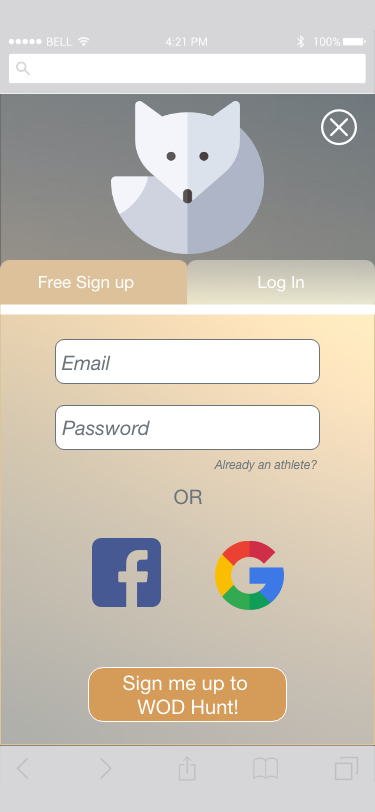 BELL 4:21 PM 100%
Free Sign up Log In
Email
Password
Already an athlete?
OR
Sign me up to
WOD Hunt!